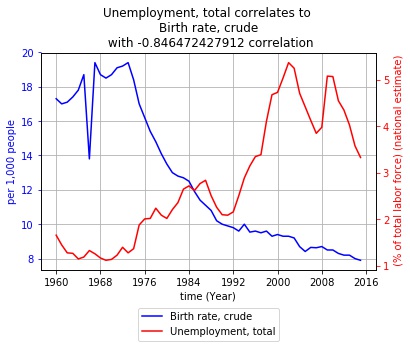 Unemployment, total correlates to
Birth rate, crude
with -0.846472427912 correlation
20
18
16
14
12
10
8
per 1,000 people
5
4
3
2
1
(% of total labor force) (national estimate)
1960 1968 1976 1984 1992 2000 2008 2016
time (Year)
Birth rate, crude
Unemployment, total